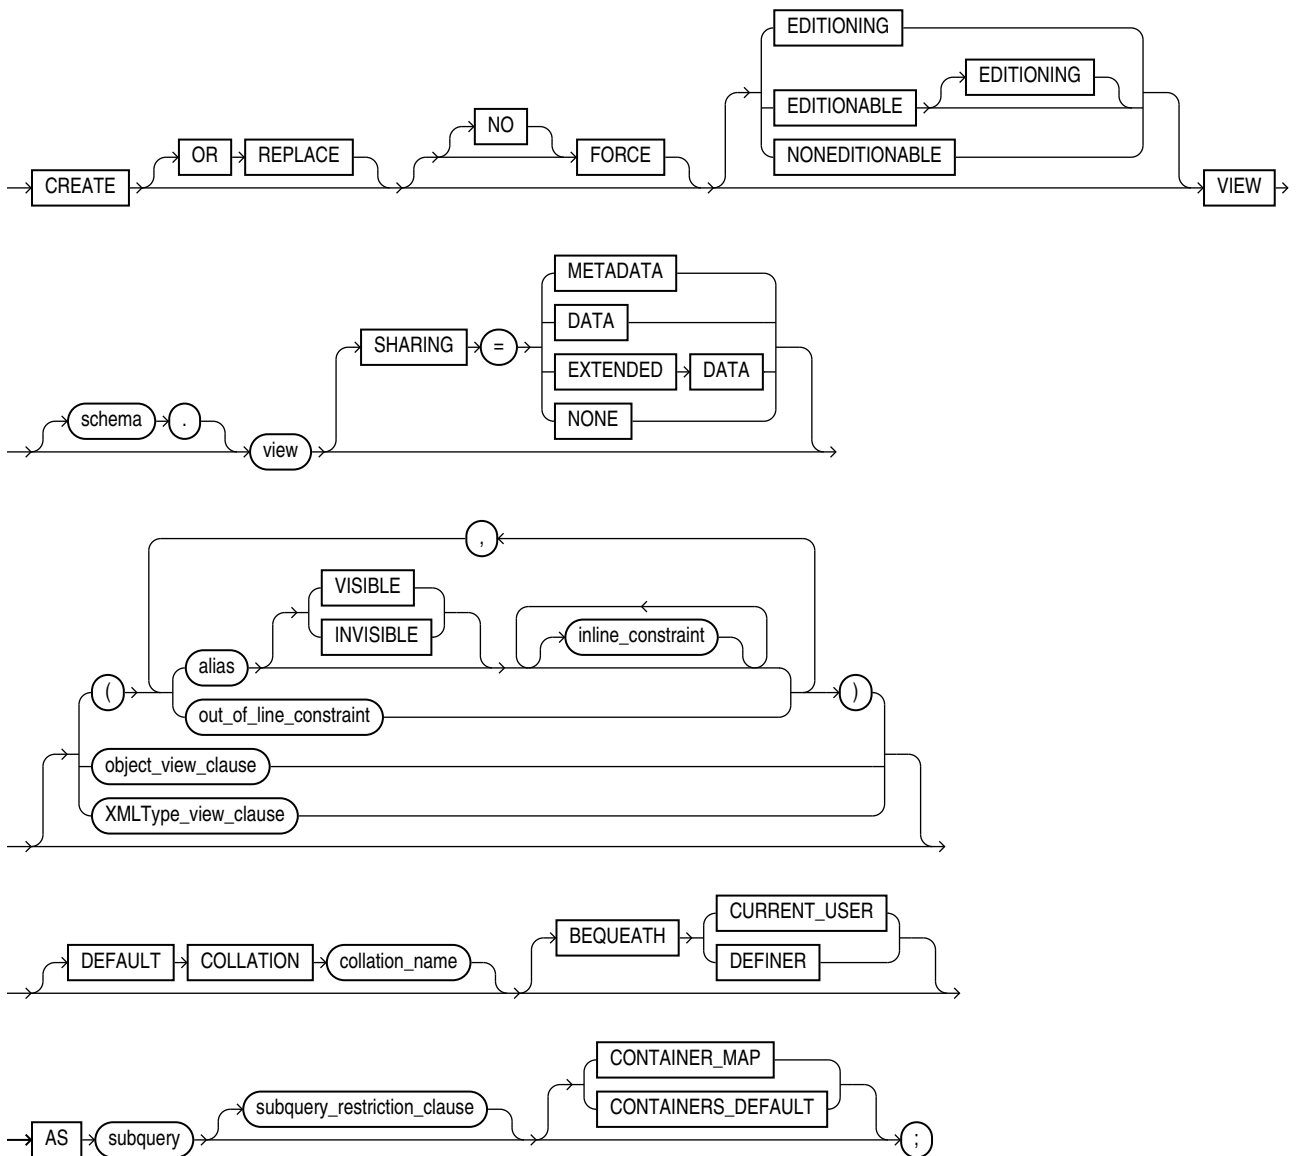 EDITIONING
EDITIONING
NO EDITIONABLE
OR REPLACE FORCE NONEDITIONABLE
CREATE VIEW
METADATA
DATA
SHARING =
EXTENDED DATA
NONE
schema .
view
,
VISIBLE
INVISIBLE inline_constraint
alias
( )
out_of_line_constraint
object_view_clause
XMLType_view_clause
CURRENT_USER
BEQUEATH
DEFAULT COLLATION collation_name DEFINER
CONTAINER_MAP
subquery_restriction_clause CONTAINERS_DEFAULT
AS subquery ;